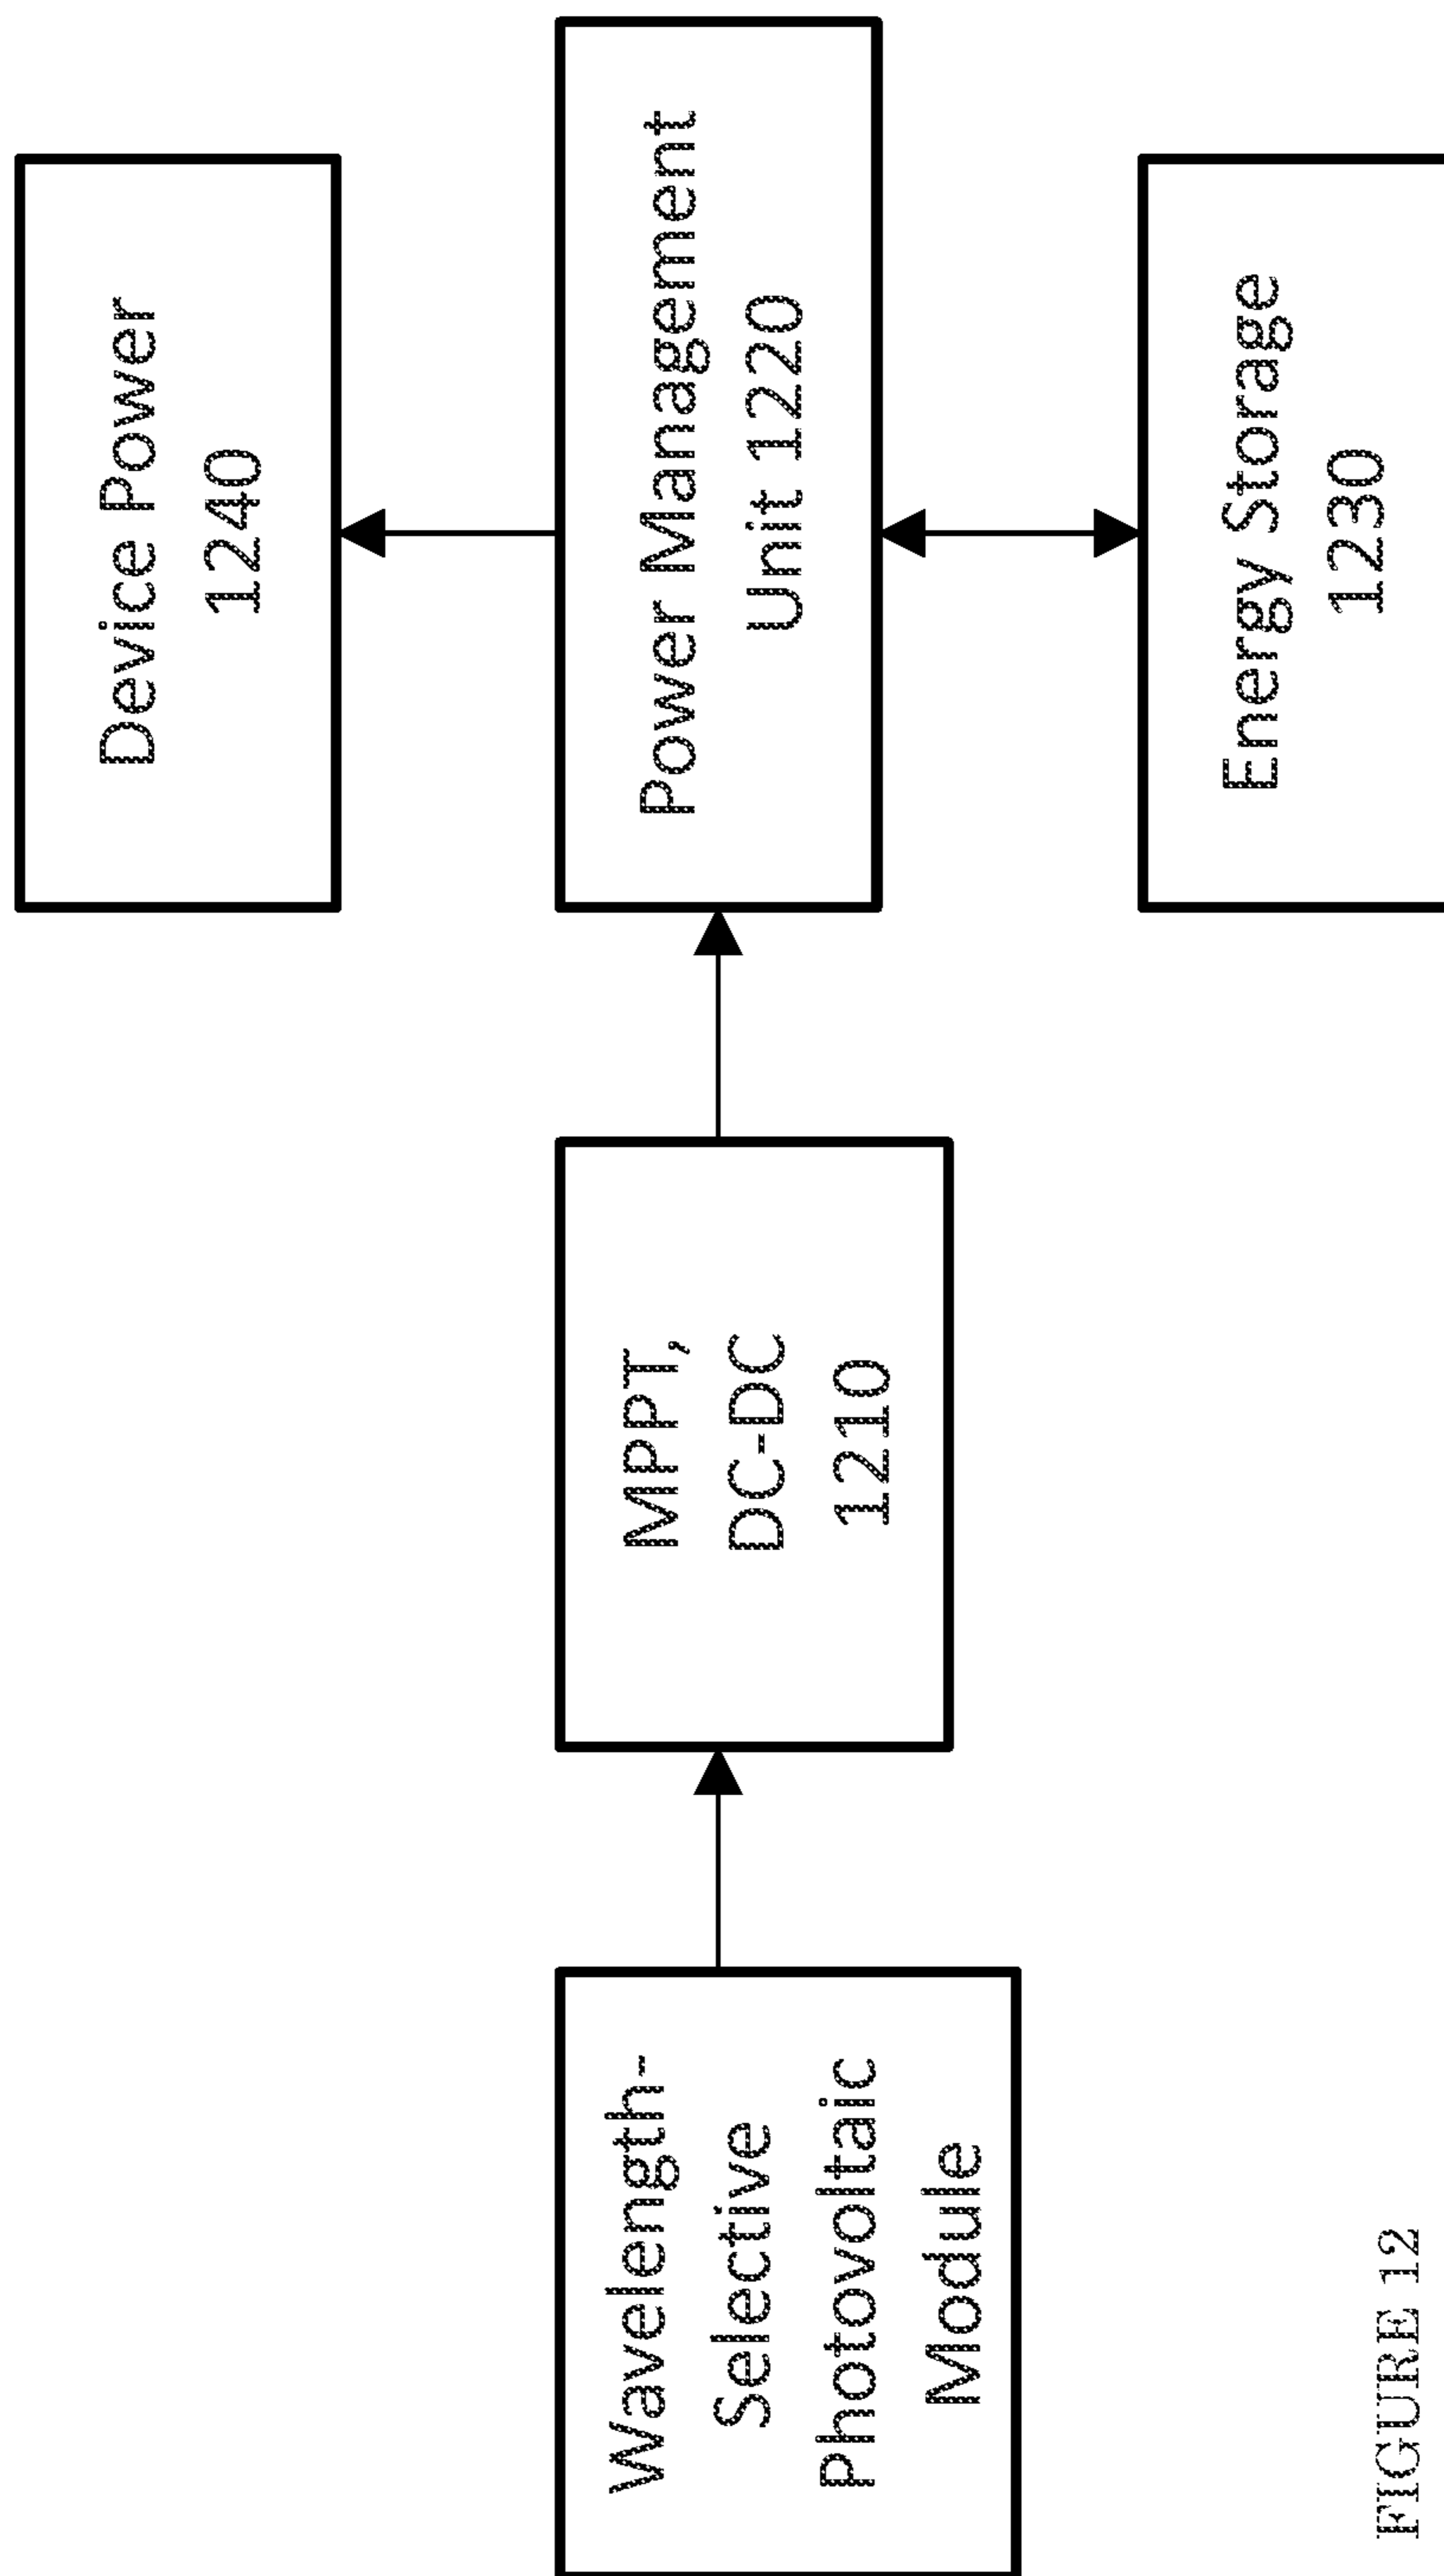 Wavelength-
Selective
Photovoltaic
Module
MPPT,
DC-DC
1210
Device Power
1240
Power Management
Unit 1220
Energy Storage
1230
FIGURE 12